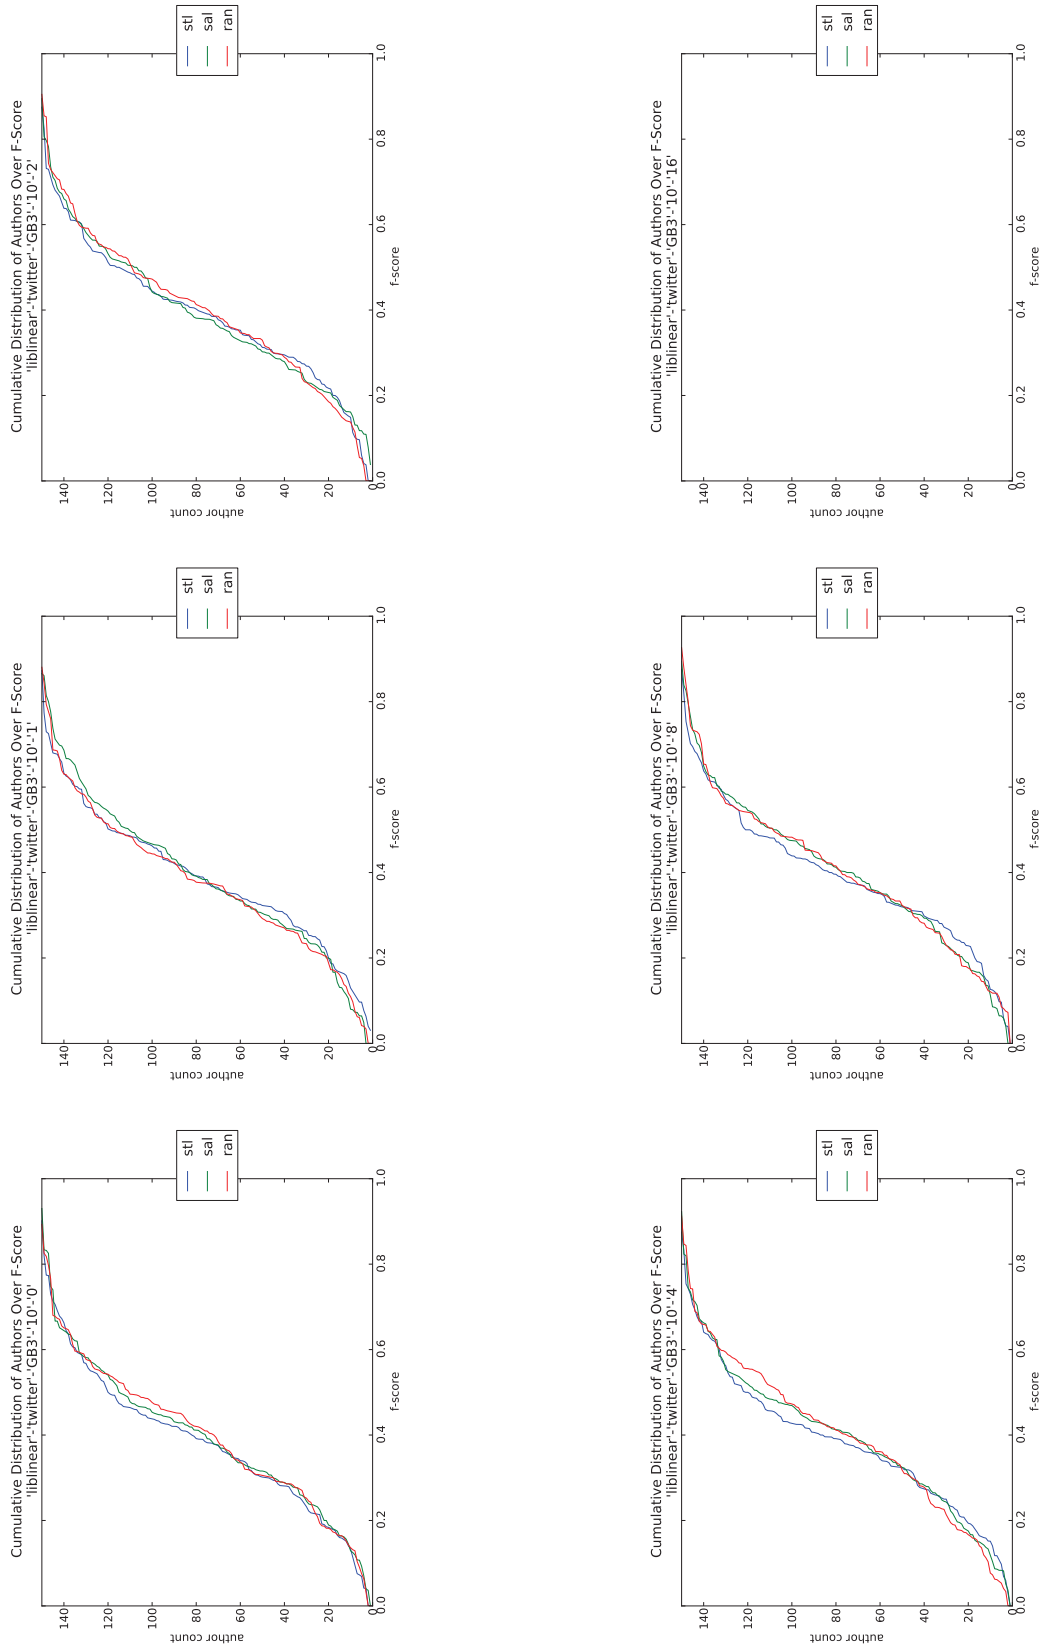 Cumulative Distribution of Authors Over F-Score
'liblinear'-'twitter'-'GB3'-'10'-'0'
140
120
100
80
60
40
20
0
author count
0.0
0.2
0.4
0.6
0.8
1.0
f-score
stl
sal
ran
Cumulative Distribution of Authors Over F-Score
'liblinear'-'twitter'-'GB3'-'10'-'1'
140
120
100
80
60
40
20
0
author count
0.0
0.2
0.4
0.6
0.8
1.0
f-score
stl
sal
ran
Cumulative Distribution of Authors Over F-Score
'liblinear'-'twitter'-'GB3'-'10'-'2'
140
120
100
80
60
40
20
0
author count
0.0
0.2
0.4
0.6
0.8
1.0
f-score
stl
sal
ran
Cumulative Distribution of Authors Over F-Score
'liblinear'-'twitter'-'GB3'-'10'-'4'
140
120
100
80
60
40
20
0
author count
0.0
0.2
0.4
0.6
0.8
1.0
f-score
stl
sal
ran
Cumulative Distribution of Authors Over F-Score
'liblinear'-'twitter'-'GB3'-'10'-'8'
140
120
100
80
60
40
20
0
author count
0.0
0.2
0.4
0.6
0.8
1.0
f-score
stl
sal
ran
Cumulative Distribution of Authors Over F-Score
'liblinear'-'twitter'-'GB3'-'10'-'16'
140
120
100
80
60
40
20
0
author count
0.0
0.2
0.4
0.6
0.8
1.0
f-score
stl
sal
ran